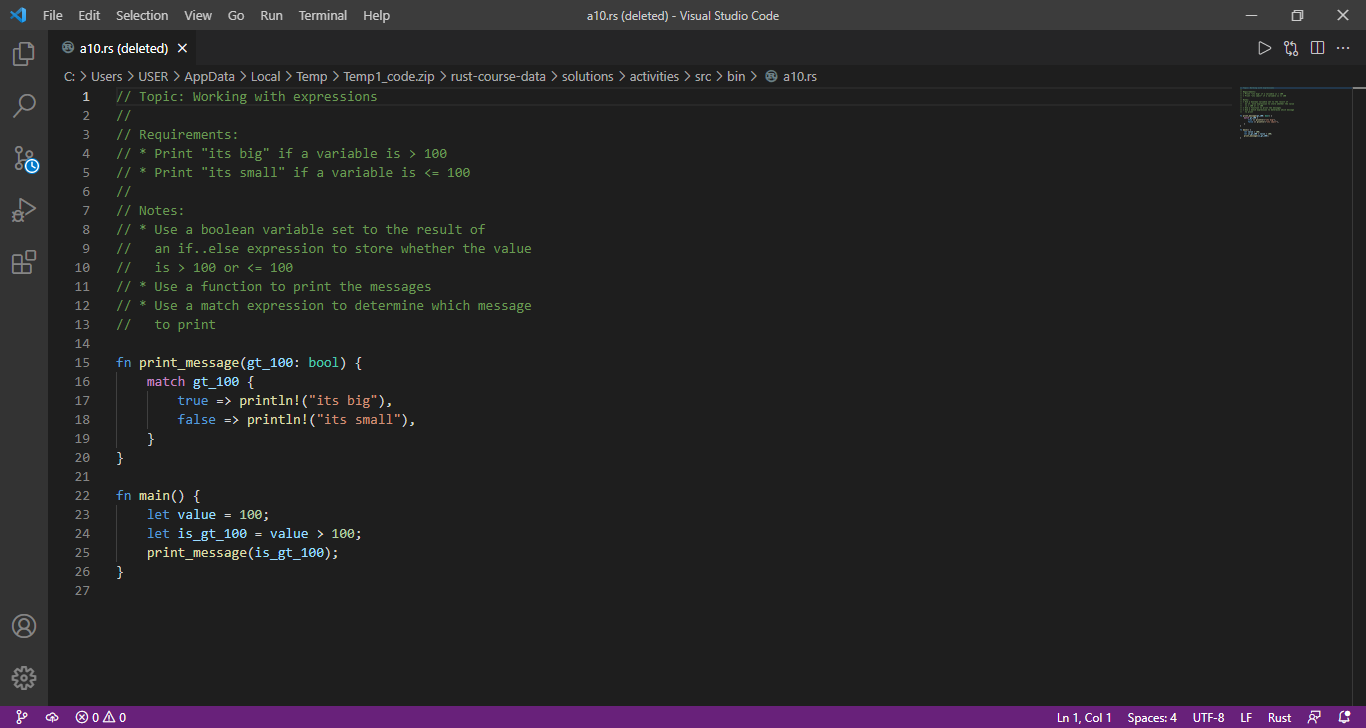 File Edit Selection View Go Run Terminal Help a10.rs (deleted) - Visual Studio Code
a10.rs (deleted)
C: > Users > USER > AppData > Local > Temp > Temp1_code.zip > rust-course-data > solutions > activities > src > bin > a10.rs
1 // Topic: Working with expressions
2 //
3 // Requirements:
4 // * Print "its big" if a variable is > 100
5 // * Print "its small" if a variable is <= 100
6 //
7 // Notes:
8 // * Use a boolean variable set to the result of
9 //   an if..else expression to store whether the value
10 //   is > 100 or <= 100
11 // * Use a function to print the messages
12 // * Use a match expression to determine which message
13 //   to print
14
15 fn print_message(gt_100: bool) {
16     match gt_100 {
17         true => println!("its big"),
18         false => println!("its small"),
19     }
20 }
21
22 fn main() {
23     let value = 100;
24     let is_gt_100 = value > 100;
25     print_message(is_gt_100);
26 }
27
0 0 Ln 1, Col 1 Spaces: 4 UTF-8 LF Rust